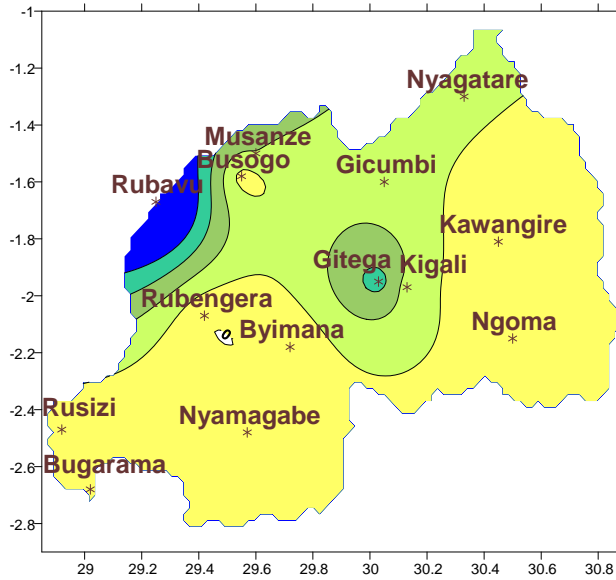 -1
Nyagatare
-1.2
-1.4
Musanze
Busogo
Gicumbi
-1.6
Rubavu
Kawangire
-1.8
Gitega
Kigali
-2
Rubengera
0
Byimana
Ngoma
-2.2
-2.4
Rusizi
Nyamagabe
-2.6
Bugarama
-2.8
29 29.2 29.4 29.6 29.8 30 30.2 30.4 30.6 30.8